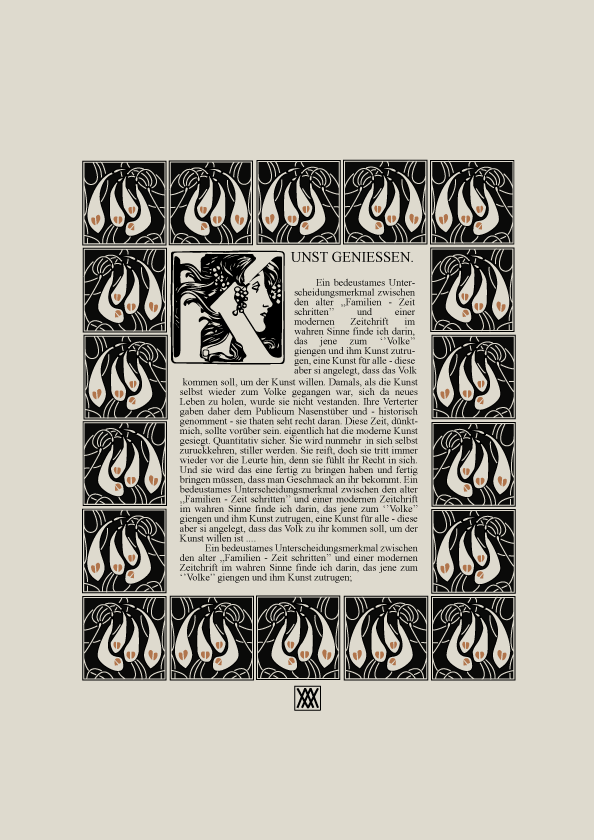 K
UNST GENIESSEN.
Ein bedeustames Unter-
scheidungsmerkmal zwischen
den alter „Familien - Zeit
schritten” und einer
modernen Zeitchrift im
wahren Sinne finde ich darin,
das jene zum ‘‘Volke”
giengen und ihm Kunst zutru-
gen, eine Kunst für alle - diese
aber si angelegt, dass das Volk
kommen soll, um der Kunst willen. Damals, als die Kunst
selbst wieder zum Volke gegangen war, sich da neues
Leben zu holen, wurde sie nicht vestanden. Ihre Verterter
gaben daher dem Publicum Nasenstüber und - historisch
genomment - sie thaten seht recht daran. Diese Zeit, dünkt-
mich, sollte vorüber sein. eigentlich hat die moderne Kunst
gesiegt. Quantitativ sicher. Sie wird nunmehr in sich selbst
zuruckkehren, stiller werden. Sie reift, doch sie tritt immer
wieder vor die Leurte hin, denn sie fühlt ihr Recht in sich.
Und sie wird das eine fertig zu bringen haben und fertig
bringen müssen, dass man Geschmack an ihr bekommt. Ein
bedeustames Unterscheidungsmerkmal zwischen den alter
„Familien - Zeit schritten” und einer modernen Zeitchrift
im wahren Sinne finde ich darin, das jene zum ‘‘Volke”
giengen und ihm Kunst zutrugen, eine Kunst für alle - diese
aber si angelegt, dass das Volk zu ihr kommen soll, um der
Kunst willen ist ....
Ein bedeustames Unterscheidungsmerkmal zwischen
den alter „Familien - Zeit schritten” und einer modernen
Zeitchrift im wahren Sinne finde ich darin, das jene zum
‘‘Volke” giengen und ihm Kunst zutrugen;